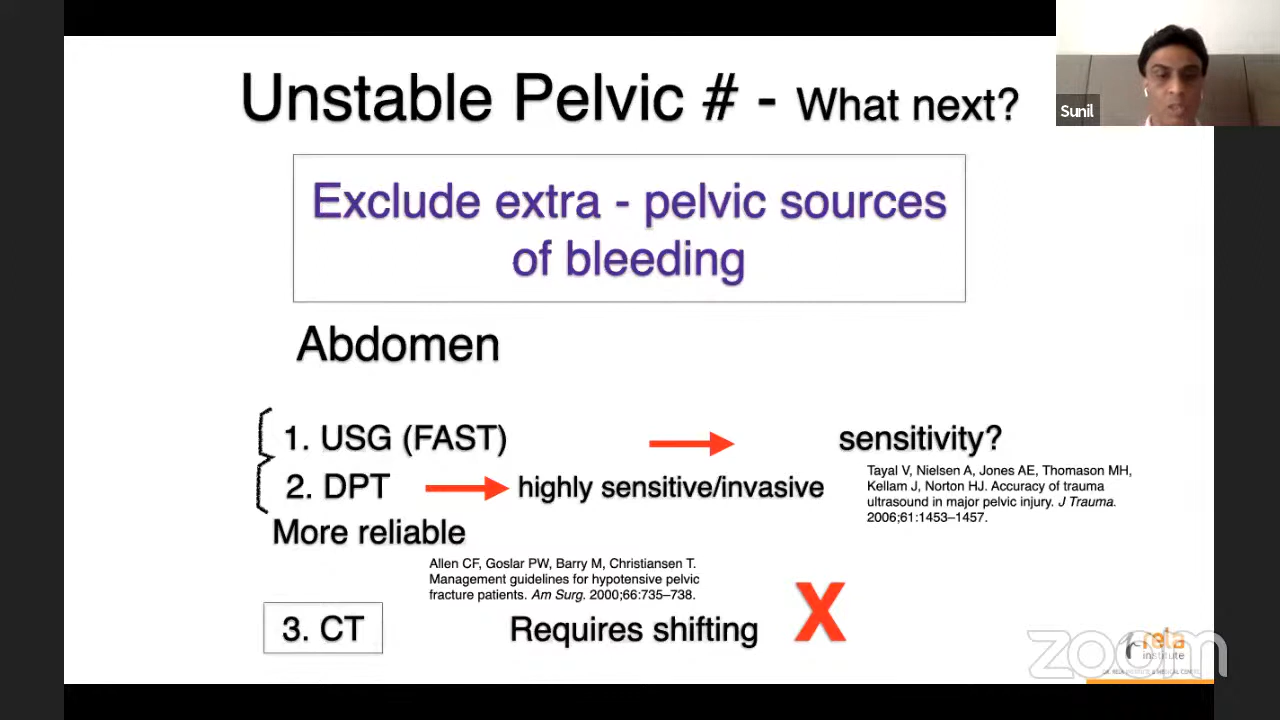 Unstable Pelvic # - What next?
Sunil
Exclude extra - pelvic sources
of bleeding
Abdomen
1. USG (FAST)
sensitivity?
2. DPT
highly sensitive/invasive
Tayal V, Nielsen A, Jones AE, Thomason MH,
Kellam J, Norton HJ. Accuracy of trauma
ultrasound in major pelvic injury. J Trauma.
2006;61:1453–1457.
More reliable
Allen CF, Goslar PW, Barry M, Christiansen T.
Management guidelines for hypotensive pelvic
fracture patients. Am Surg. 2000;66:735–738.
3. CT
Requires shifting
X
rela
institute
zoom